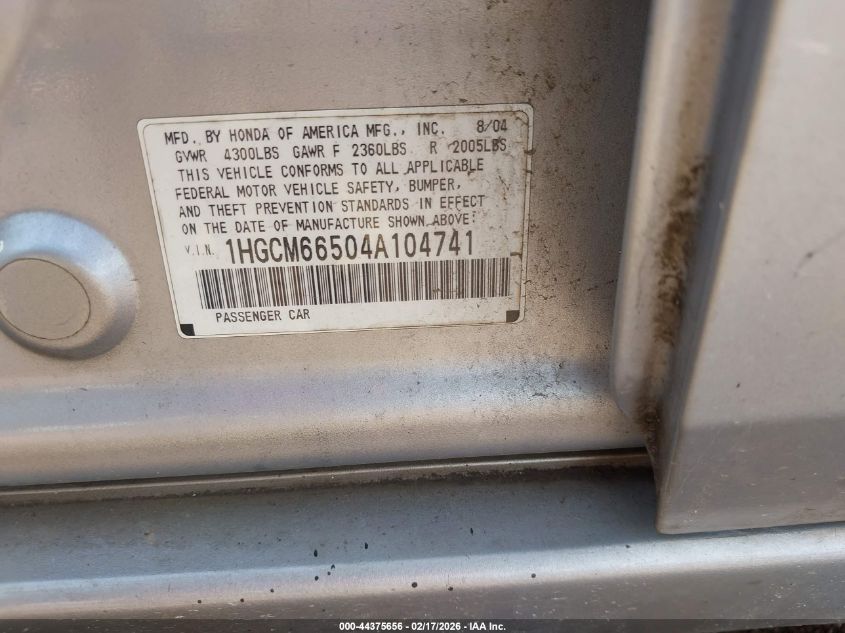 MFD. BY HONDA OF AMERICA MFG., INC. 8/04
GVWR 4300LBS GAWR F 2360LBS R 2005LBS
THIS VEHICLE CONFORMS TO ALL APPLICABLE
FEDERAL MOTOR VEHICLE SAFETY, BUMPER,
AND THEFT PREVENTION STANDARDS IN EFFECT
ON THE DATE OF MANUFACTURE SHOWN ABOVE.
V.I.N. 1HGCM66504A104741
PASSENGER CAR
000-44375656 - 02/17/2026 - IAA Inc.